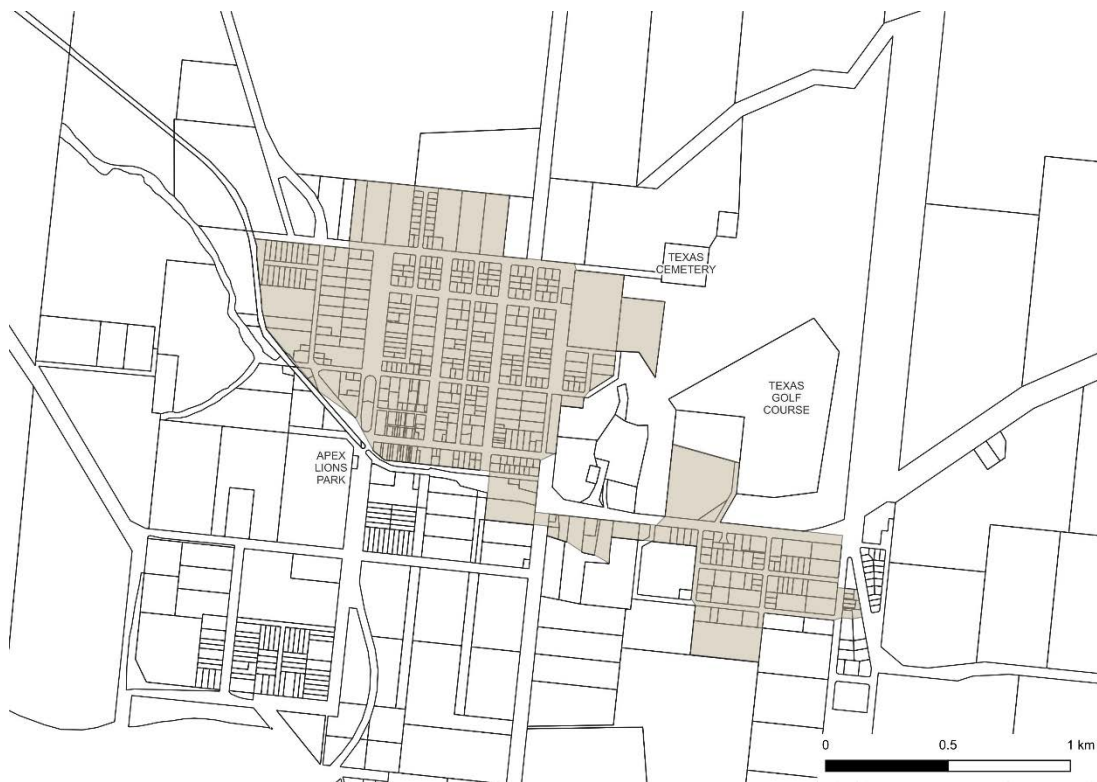 TEXAS
CEMETERY
TEXAS
GOLF
COURSE
APEX
LIONS
PARK
0 0.5 1 km